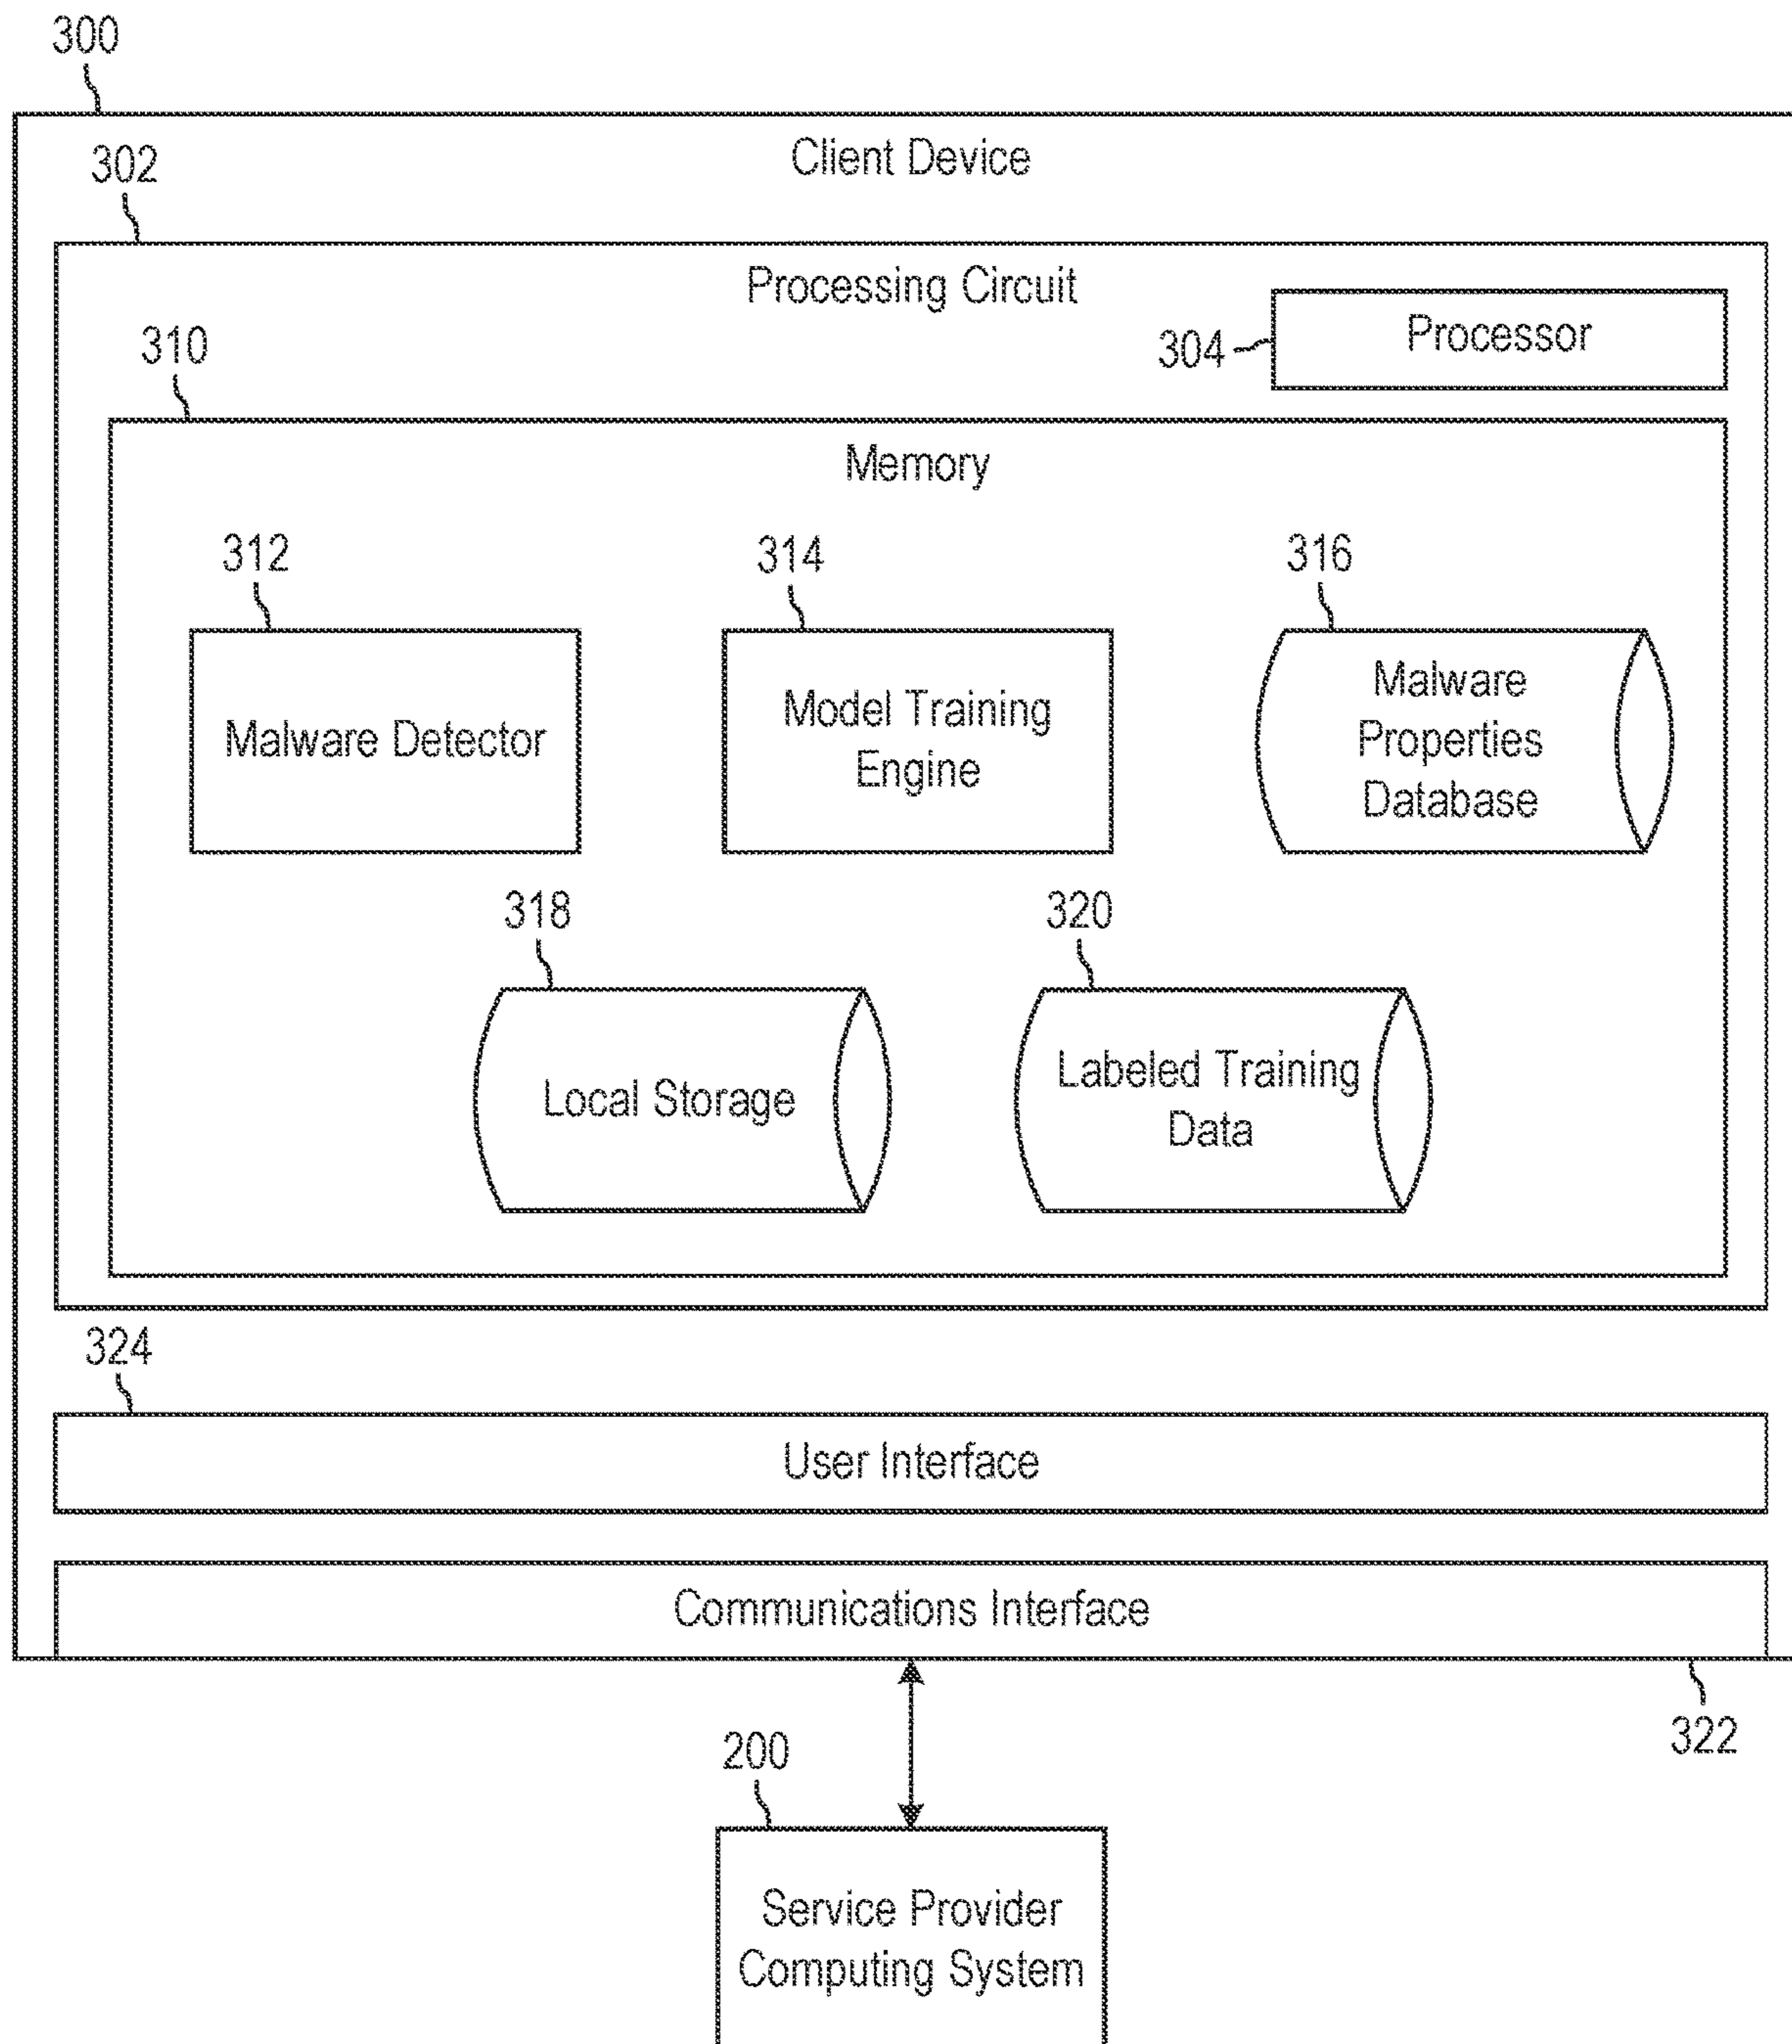 300
Client Device
302
Processing Circuit
304
Processor
310
Memory
312
314
316
Malware Detector
Model Training
Engine
Malware
Properties
Database
318
320
Local Storage
Labeled Training
Data
324
User Interface
Communications Interface
322
200
Service Provider
Computing System